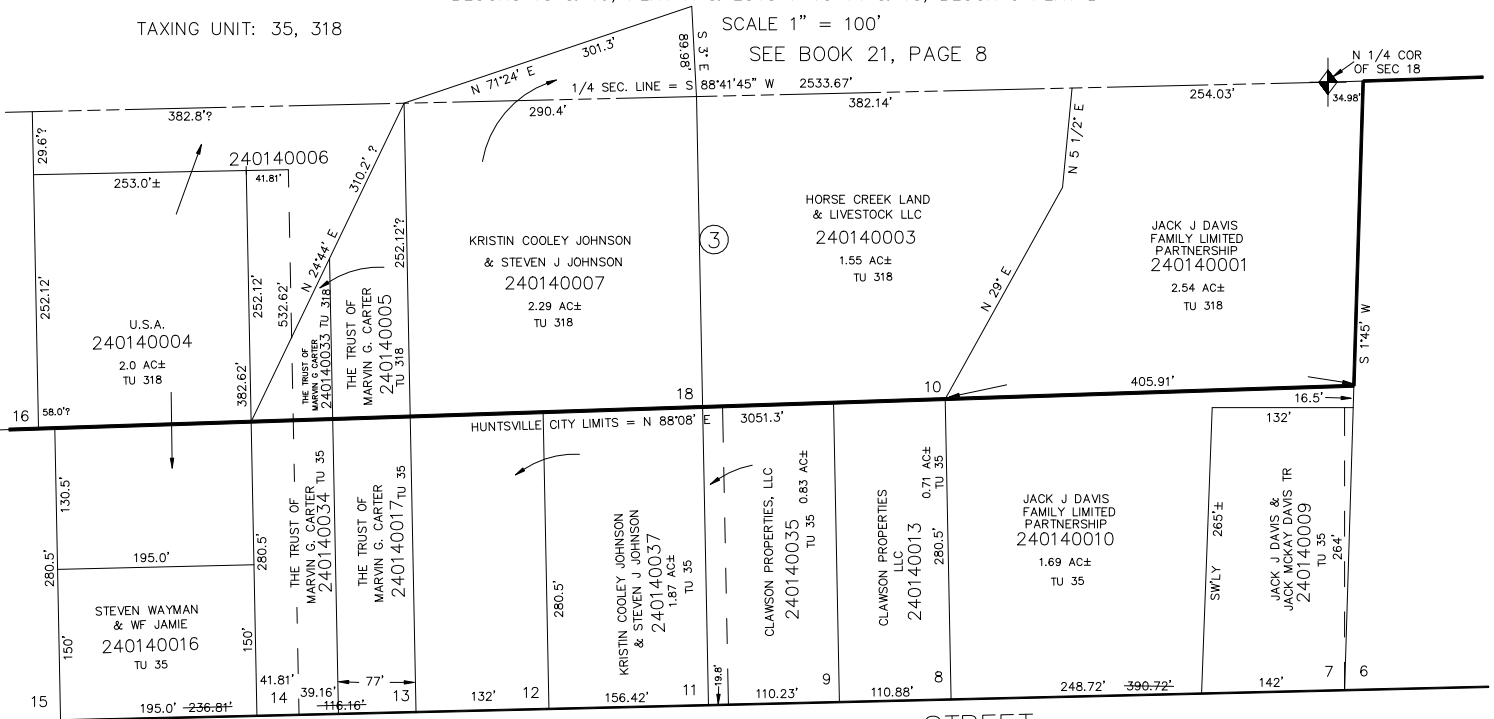 TAXING UNIT: 35, 318
SCALE 1" = 100'
SEE BOOK 21, PAGE 8
N 1/4 COR
OF SEC 18
34.98'
N 71°24' E
301.3'
89.98'
S 3° E
1/4 SEC. LINE = S 88°41'45" W 2533.67'
382.8'?
290.4'
382.14'
254.03'
29.6'?
240140006
253.0'±
41.81'
310.2' ?
N 24°44' E
252.12'?
N 5 1/2° E
252.12'
252.12'
532.62'
382.62'
U.S.A.
240140004
2.0 AC±
TU 318
THE TRUST OF
MARVIN G. CARTER
240140033 TU 318
THE TRUST OF
MARVIN G. CARTER
240140005
TU 318
KRISTIN COOLEY JOHNSON
& STEVEN J JOHNSON
240140007
2.29 AC±
TU 318
3
HORSE CREEK LAND
& LIVESTOCK LLC
240140003
1.55 AC±
TU 318
N 29° E
JACK J DAVIS
FAMILY LIMITED
PARTNERSHIP
240140001
2.54 AC±
TU 318
S 1°45' W
16
58.0'?
18
10
405.91'
16.5'
HUNTSVILLE CITY LIMITS = N 88°08' E 3051.3'
132'
130.5'
280.5'
195.0'
280.5'
STEVEN WAYMAN
& WF JAMIE
240140016
TU 35
150'
150'
THE TRUST OF
MARVIN G. CARTER
240140034 TU 35
THE TRUST OF
MARVIN G. CARTER
240140017 TU 35
280.5'
KRISTIN COOLEY JOHNSON
& STEVEN J JOHNSON
240140037
1.87 AC±
TU 35
CLAWSON PROPERTIES, LLC
240140035
TU 35 0.83 AC±
CLAWSON PROPERTIES
LLC
240140013
280.5'
0.71 AC±
TU 35
JACK J DAVIS
FAMILY LIMITED
PARTNERSHIP
240140010
1.69 AC±
TU 35
SW'LY 265'±
JACK J DAVIS &
JACK MCKAY DAVIS TR
240140009
TU 35
264'
15
195.0' 236.81'
41.81'
14
39.16'
116.16'
77'
13
132'
12
156.42'
11
19.8'
110.23'
9
110.88'
8
248.72' 390.72'
142'
7
6